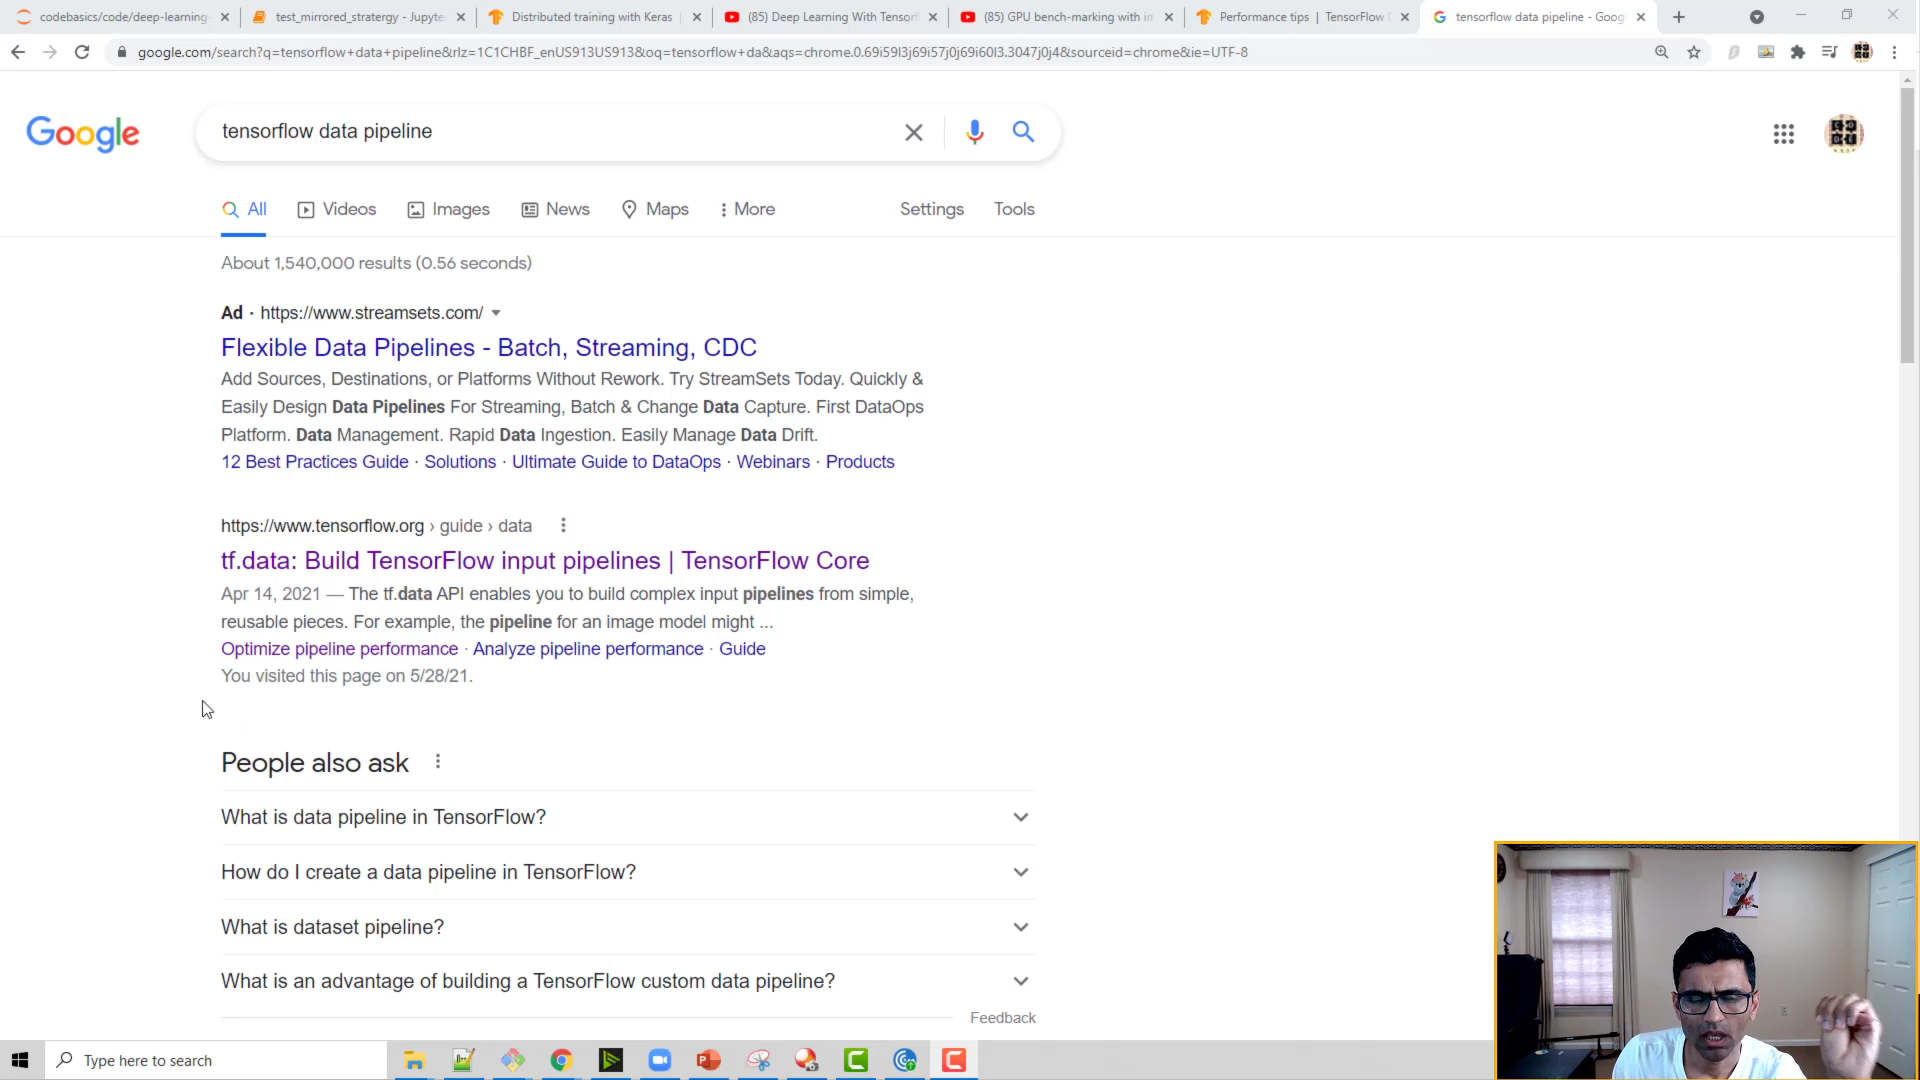 codebasics/code/deep-learning-
test_mirrored_stratergy - Jupyte
Distributed training with Keras
(85) Deep Learning With Tensorf
(85) GPU bench-marking with im
Performance tips | TensorFlow
tensorflow data pipeline - Goog
google.com/search?q=tensorflow+data+pipeline&rlz=1C1CHBF_enUS913US913&oq=tensorflow+da&aqs=chrome.0.69i59l3j69i57j0j69i60l3.3047j0j4&sourceid=chrome&ie=UTF-8
Google
tensorflow data pipeline
All
Videos
Images
News
Maps
More
Settings
Tools
About 1,540,000 results (0.56 seconds)
Ad · https://www.streamsets.com/
Flexible Data Pipelines - Batch, Streaming, CDC
Add Sources, Destinations, or Platforms Without Rework. Try StreamSets Today. Quickly &
Easily Design Data Pipelines For Streaming, Batch & Change Data Capture. First DataOps
Platform. Data Management. Rapid Data Ingestion. Easily Manage Data Drift.
12 Best Practices Guide · Solutions · Ultimate Guide to DataOps · Webinars · Products
https://www.tensorflow.org › guide › data
tf.data: Build TensorFlow input pipelines | TensorFlow Core
Apr 14, 2021 — The tf.data API enables you to build complex input pipelines from simple,
reusable pieces. For example, the pipeline for an image model might ...
Optimize pipeline performance · Analyze pipeline performance · Guide
You visited this page on 5/28/21.
People also ask
What is data pipeline in TensorFlow?
How do I create a data pipeline in TensorFlow?
What is dataset pipeline?
What is an advantage of building a TensorFlow custom data pipeline?
Feedback
Type here to search